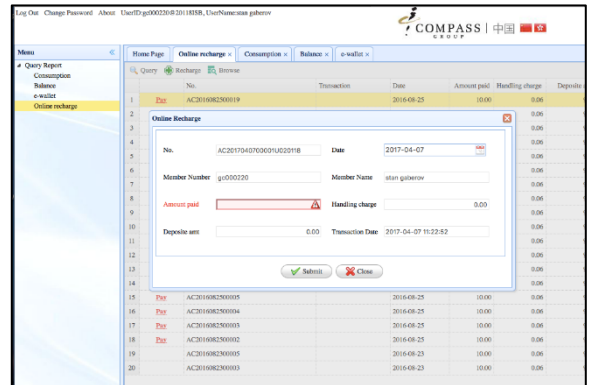 Log Out Change Password About UserID:gc000220@20118ISB, UserName:stan gaberov
COMPASS 中国
GROUP
Menu
Query Report
Consumption
Balance
e-wallet
Online recharge
Home Page Online recharge × Consumption × Balance × e-wallet ×
Query Recharge Browse
No. Transaction Date Amount paid Handling charge Deposite
1 Pay AC2016082500019 2016-08-25 10.00 0.06
2 0.06
3 0.06
4 0.06
5 0.06
6 0.06
7 0.06
8 0.06
9 0.06
10 0.06
11 0.06
12 0.06
13 0.06
14 0.06
Online Recharge
No. AC2017040700001U020118 Date 2017-04-07
Member Number gc000220 Member Name stan gaberov
Amount paid Handling charge 0.00
Deposite amt 0.00 Transaction Date 2017-04-07 11:22:52
Submit Close
15 Pay AC2016082500005 2016-08-25 10.00 0.06
16 Pay AC2016082500004 2016-08-25 10.00 0.06
17 Pay AC2016082500003 2016-08-25 10.00 0.06
18 Pay AC2016082500002 2016-08-25 10.00 0.06
19 AC2016082300005 2016-08-23 10.00 0.06
20 AC2016082300003 2016-08-23 10.00 0.06